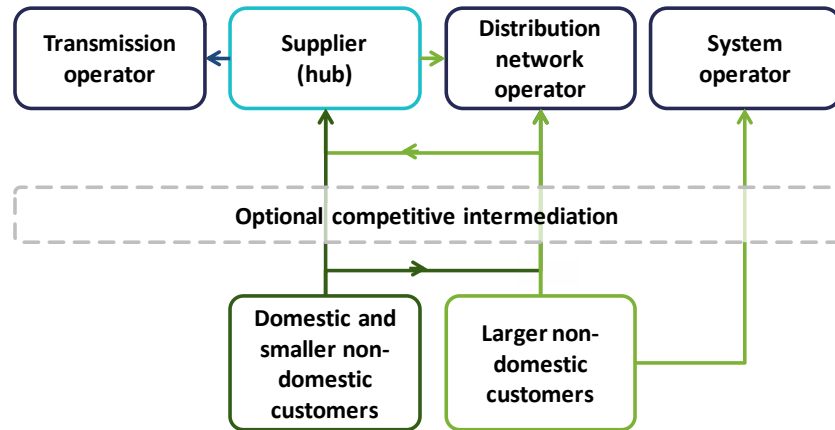 Transmission
operator
Supplier
(hub)
Distribution
network
operator
System
operator
Optional competitive intermediation
Domestic and
smaller non-
domestic
customers
Larger non-
domestic
customers